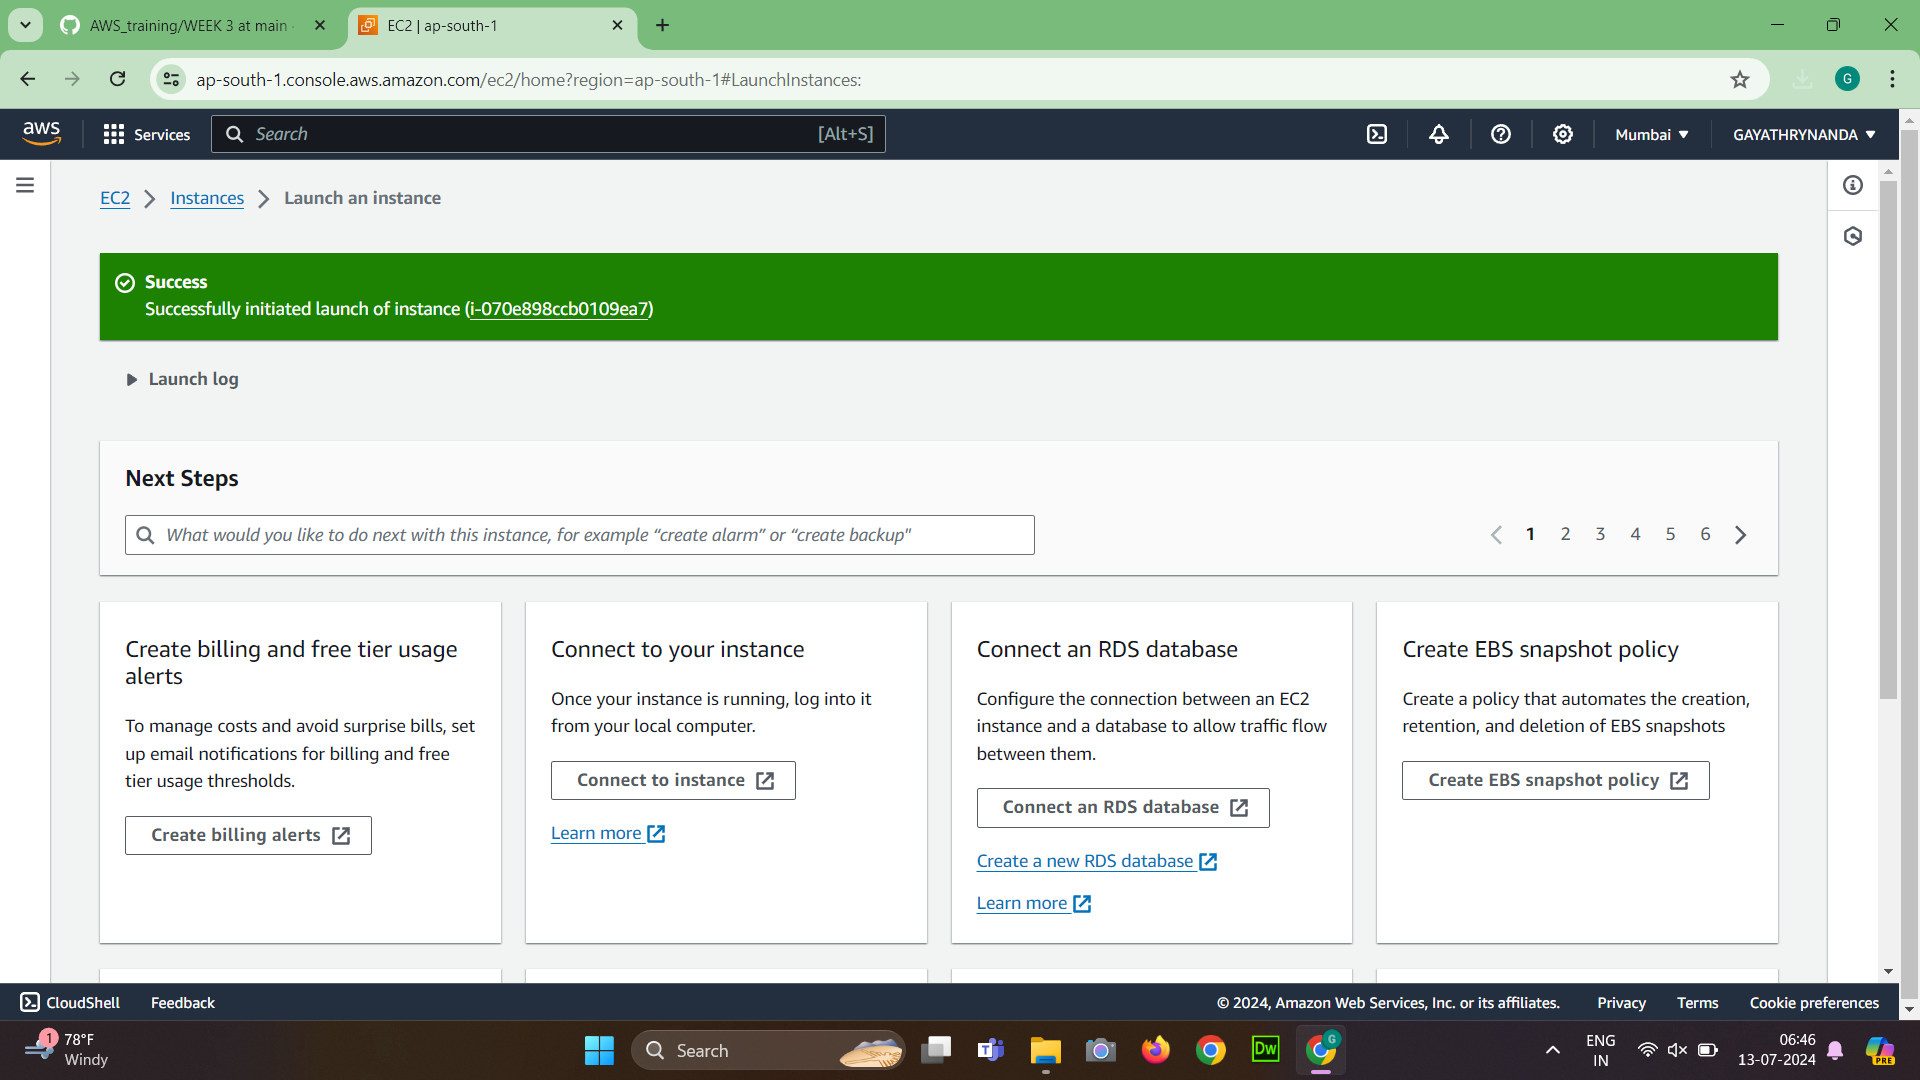 AWS_training/WEEK 3 at main
EC2 | ap-south-1
ap-south-1.console.aws.amazon.com/ec2/home?region=ap-south-1#LaunchInstances:
G
aws
Services
Search
[Alt+S]
Mumbai
GAYATHRYNANDA
EC2
Instances
Launch an instance
Success
Successfully initiated launch of instance (i-070e898ccb0109ea7)
Launch log
Next Steps
What would you like to do next with this instance, for example “create alarm” or “create backup"
1 2 3 4 5 6
Create billing and free tier usage
alerts
To manage costs and avoid surprise bills, set
up email notifications for billing and free
tier usage thresholds.
Create billing alerts
Connect to your instance
Once your instance is running, log into it
from your local computer.
Connect to instance
Learn more
Connect an RDS database
Configure the connection between an EC2
instance and a database to allow traffic flow
between them.
Connect an RDS database
Create a new RDS database
Learn more
Create EBS snapshot policy
Create a policy that automates the creation,
retention, and deletion of EBS snapshots
Create EBS snapshot policy
CloudShell
Feedback
© 2024, Amazon Web Services, Inc. or its affiliates.
Privacy
Terms
Cookie preferences
1
78°F
Windy
Search
Dw
G
ENG
IN
06:46
13-07-2024
PRE